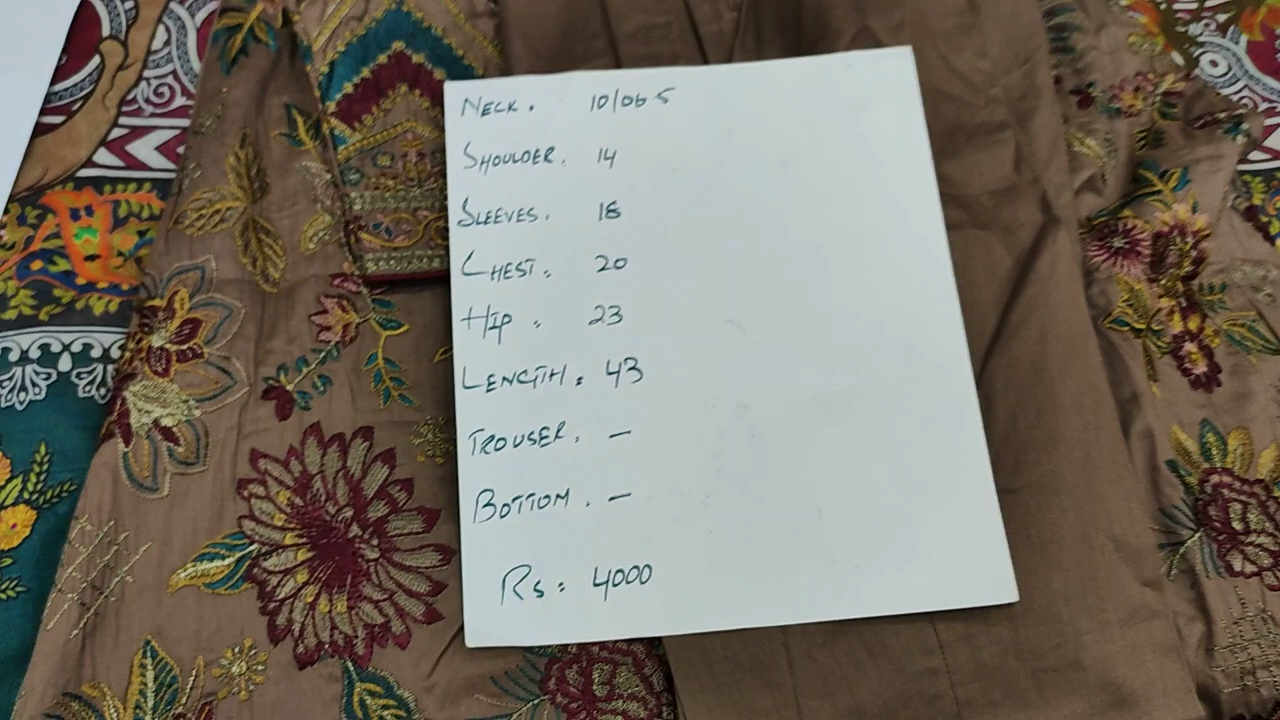 NECK. 10/06 5
SHOULDER. 14
SLEEVES. 18
CHEST. 20
HIP. 23
LENGTH. 43
TROUSER. —
BOTTOM. —
Rs: 4000